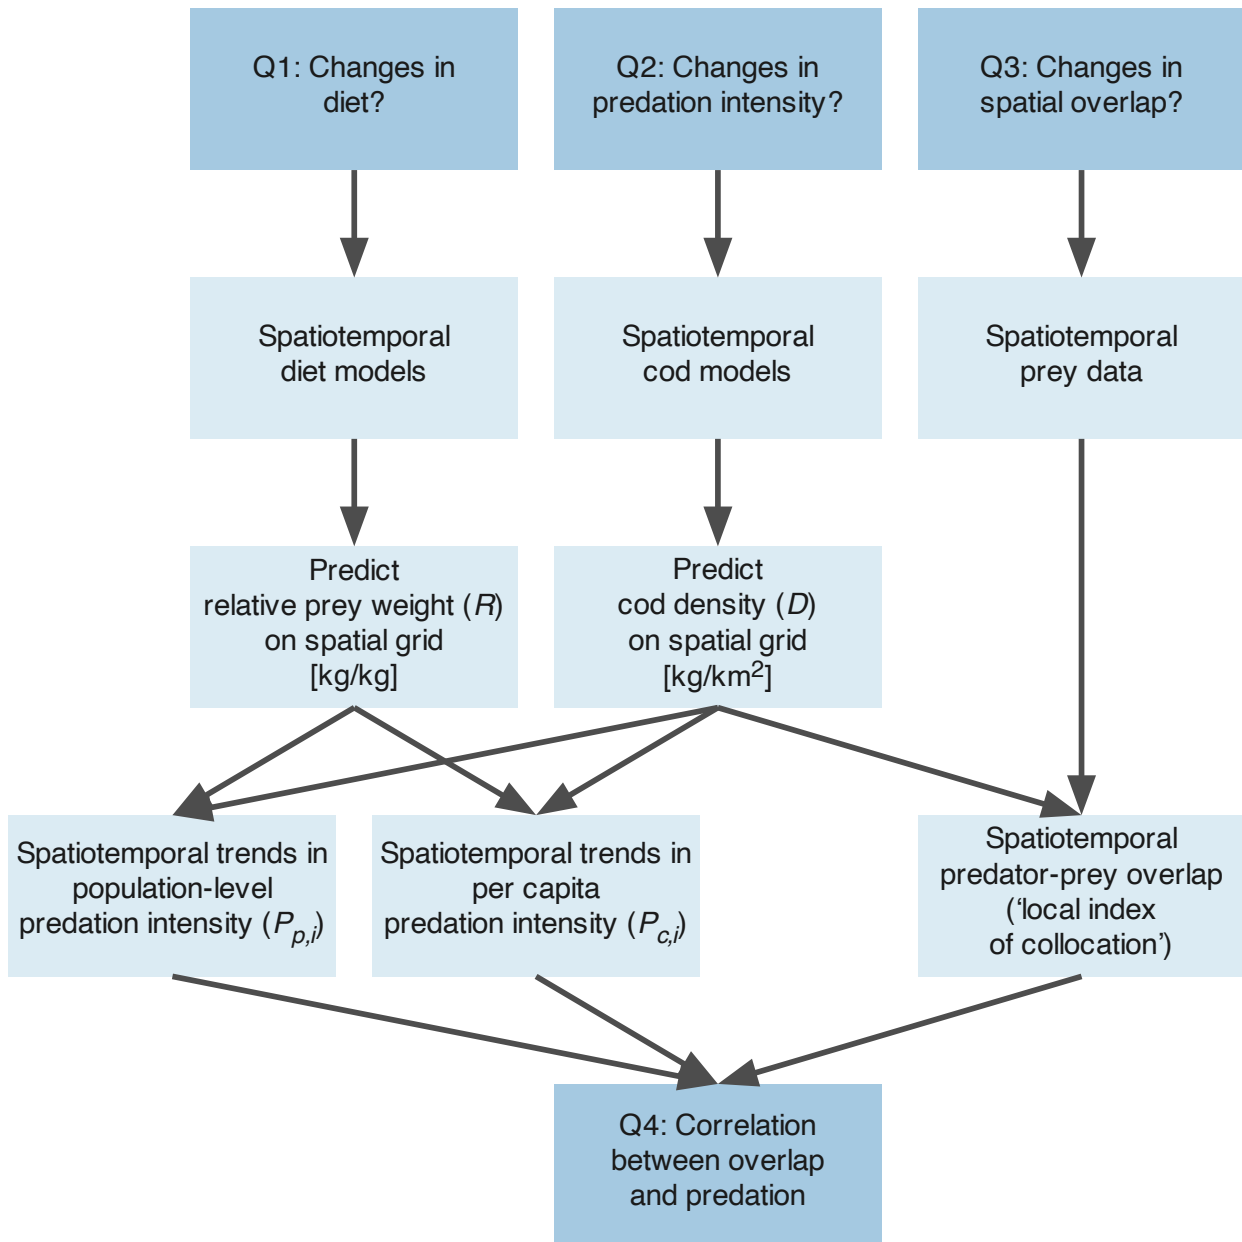 Q1: Changes in
diet?
Q2: Changes in
predation intensity?
Q3: Changes in
spatial overlap?
Spatiotemporal
diet models
Spatiotemporal
cod models
Spatiotemporal
prey data
Predict
relative prey weight (R)
on spatial grid
[kg/kg]
Predict
cod density (D)
on spatial grid
[kg/km²]
Spatiotemporal trends in
population-level
predation intensity (Pp,i)
Spatiotemporal trends in
per capita
predation intensity (Pc,i)
Spatiotemporal
predator-prey overlap
(‘local index
of collocation’)
Q4: Correlation
between overlap
and predation